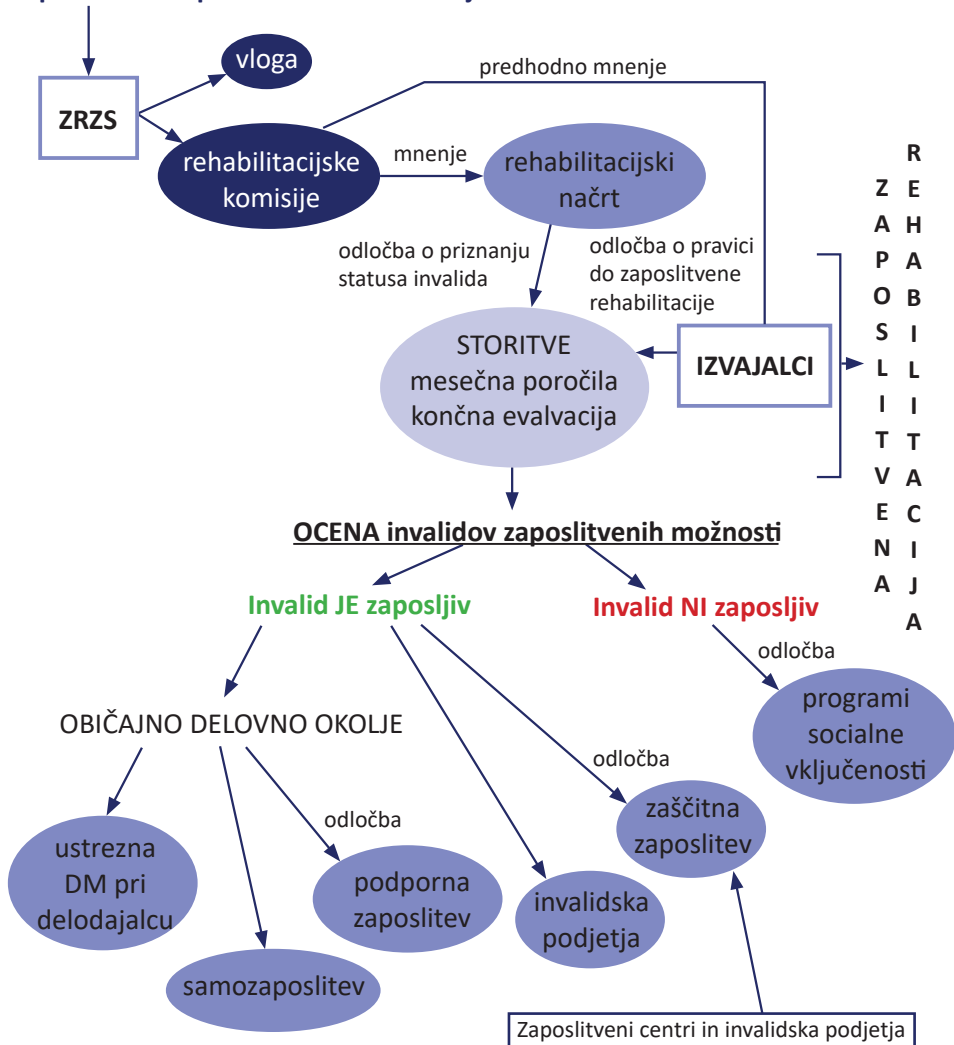 vloga
predhodno mnenje
ZRZS
rehabilitacijske
komisije
mnenje
rehabilitacijski
načrt
odločba o priznanju
statusa invalida
odločba o pravici
do zaposlitvene
rehabilitacije
STORITVE
mesečna poročila
končna evalvacija
IZVAJALCI
ZAPOSLITVENA
REHABILITACIJA
OCENA invalidov zaposlitvenih možnosti
Invalid JE zaposljiv
Invalid NI zaposljiv
odločba
programi
socialne
vključenosti
OBIČAJNO DELOVNO OKOLJE
odločba
zaščitna
zaposlitev
odločba
ustrezna
DM pri
delodajalcu
podporna
zaposlitev
invalidska
podjetja
samozaposlitev
Zaposlitveni centri in invalidska podjetja